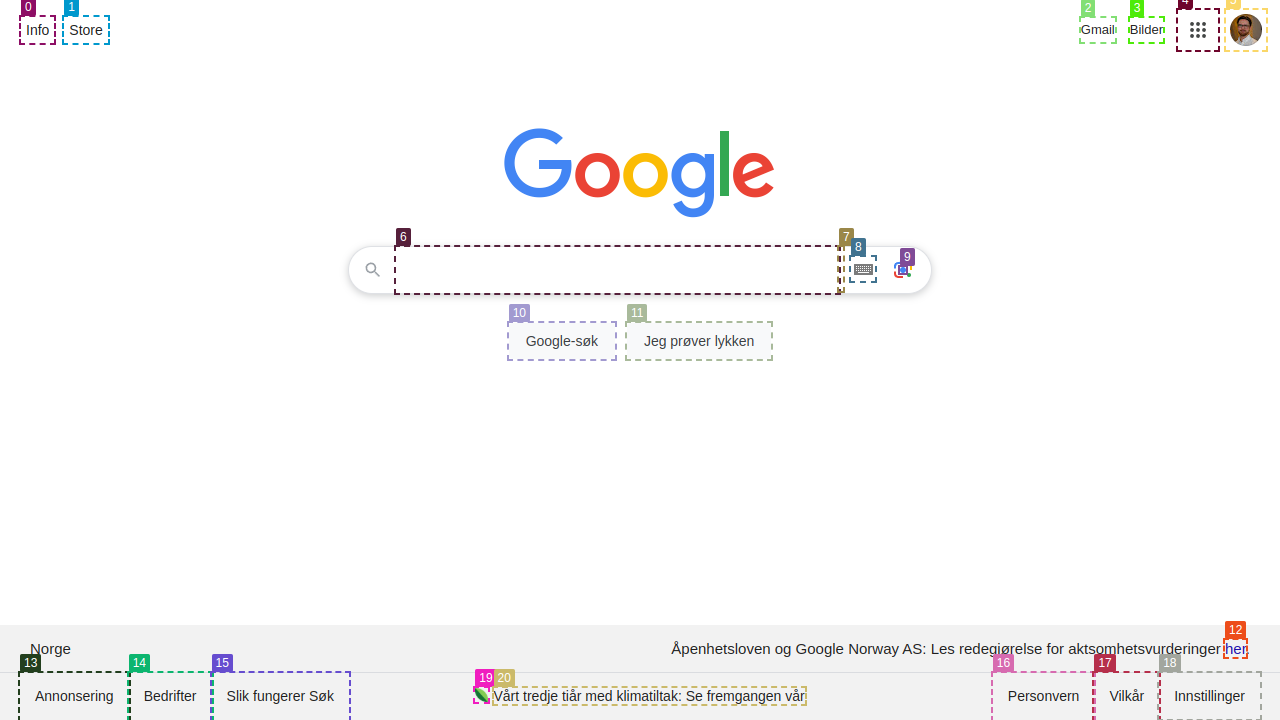 0 1 2 3 4 5
Info Store Gmail Bilder
Google
6 7 8 9
10 11
Google-søk Jeg prøver lykken
12
Norge Åpenhetsloven og Google Norway AS: Les redegjørelse for aktsomhetsvurderinger her.
13 14 15 19 20 16 17 18
Annonsering Bedrifter Slik fungerer Søk Vårt tredje tiår med klimatiltak: Se fremgangen vår Personvern Vilkår Innstillinger